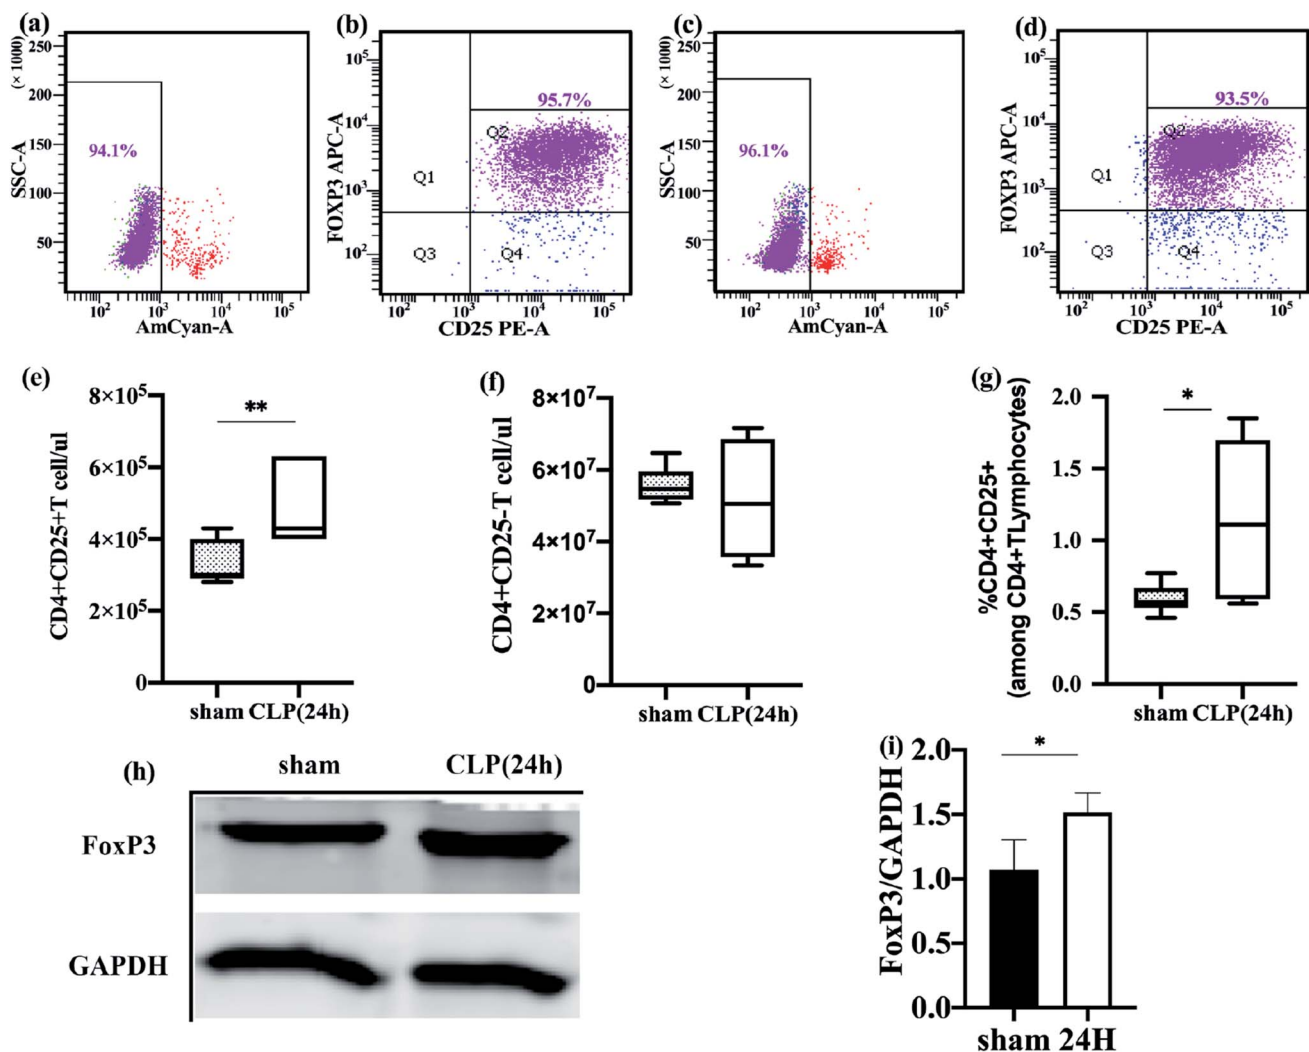 (a)
(× 1000)
250
200
150
100
50
SSC-A
94.1%
10² 10³ 10⁴ 10⁵
AmCyan-A
(b)
10⁵
10⁴
10³
10²
FOXP3 APC-A
95.7%
Q2
Q1
Q3
Q4
10² 10³ 10⁴ 10⁵
CD25 PE-A
(c)
(× 1000)
250
200
150
100
50
SSC-A
96.1%
10² 10³ 10⁴ 10⁵
AmCyan-A
(d)
10⁵
10⁴
10³
10²
FOXP3 APC-A
93.5%
Q2
Q1
Q3
Q4
10² 10³ 10⁴ 10⁵
CD25 PE-A
(e)
8×10⁵
6×10⁵
4×10⁵
2×10⁵
0
CD4+CD25+T cell/ul
**
sham CLP(24h)
(f)
8×10⁷
6×10⁷
4×10⁷
2×10⁷
0
CD4+CD25-T cell/ul
sham CLP(24h)
(g)
2.0
1.5
1.0
0.5
0.0
%CD4+CD25+
(among CD4+TLymphocytes)
*
sham CLP(24h)
(h)
sham CLP(24h)
FoxP3
GAPDH
(i)
2.0
1.5
1.0
0.5
0.0
FoxP3/GAPDH
*
sham 24H